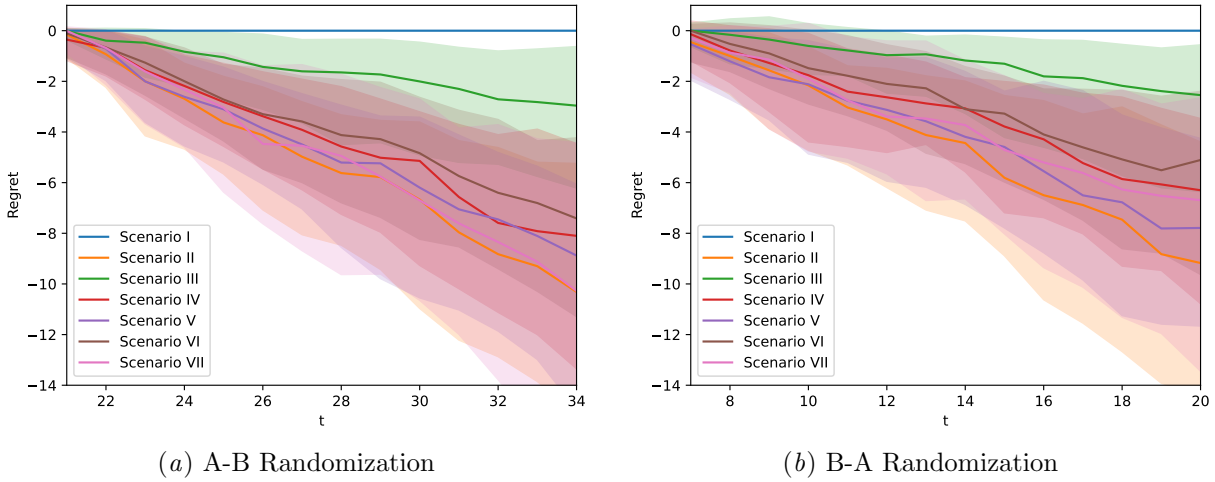 0
−2
−4
−6
−8
−10
−12
−14
Regret
Scenario I
Scenario II
Scenario III
Scenario IV
Scenario V
Scenario VI
Scenario VII
22 24 26 28 30 32 34
t
(a) A-B Randomization
0
−2
−4
−6
−8
−10
−12
−14
Regret
Scenario I
Scenario II
Scenario III
Scenario IV
Scenario V
Scenario VI
Scenario VII
8 10 12 14 16 18 20
t
(b) B-A Randomization